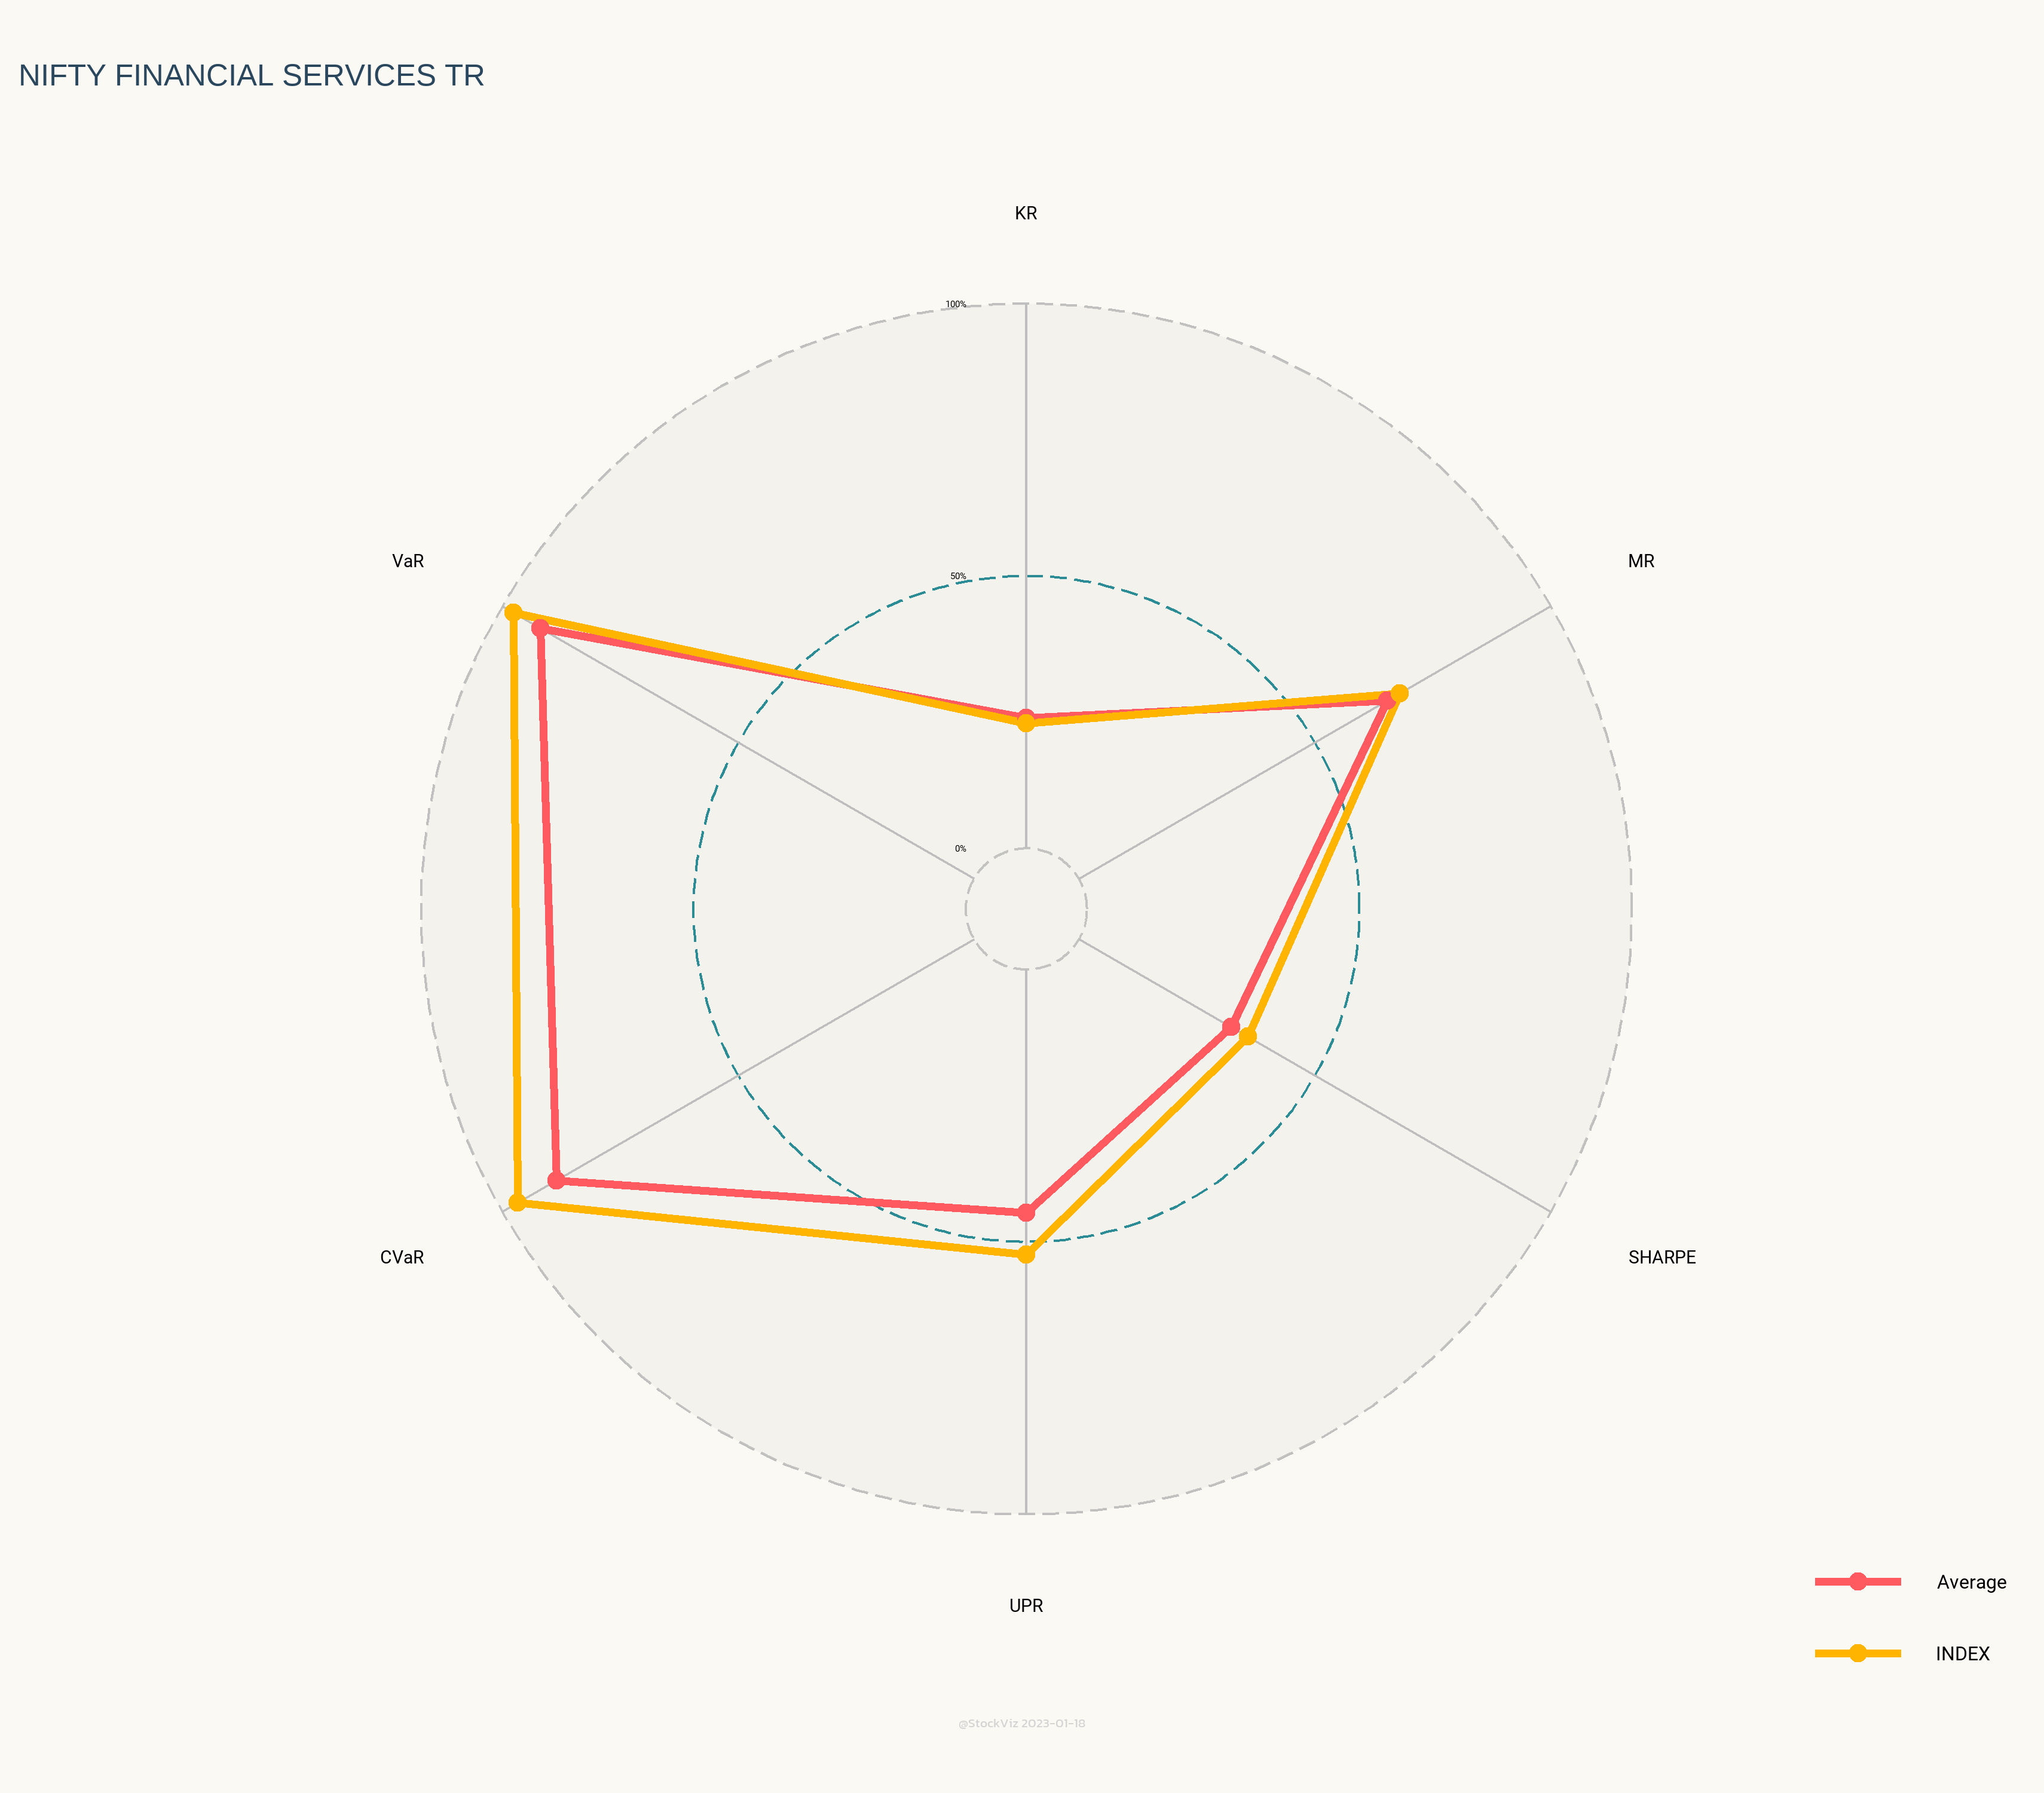 NIFTY FINANCIAL SERVICES TR
KR
100%
VaR
MR
50%
0%
CVaR
SHARPE
UPR
Average
INDEX
@StockViz 2023-01-18